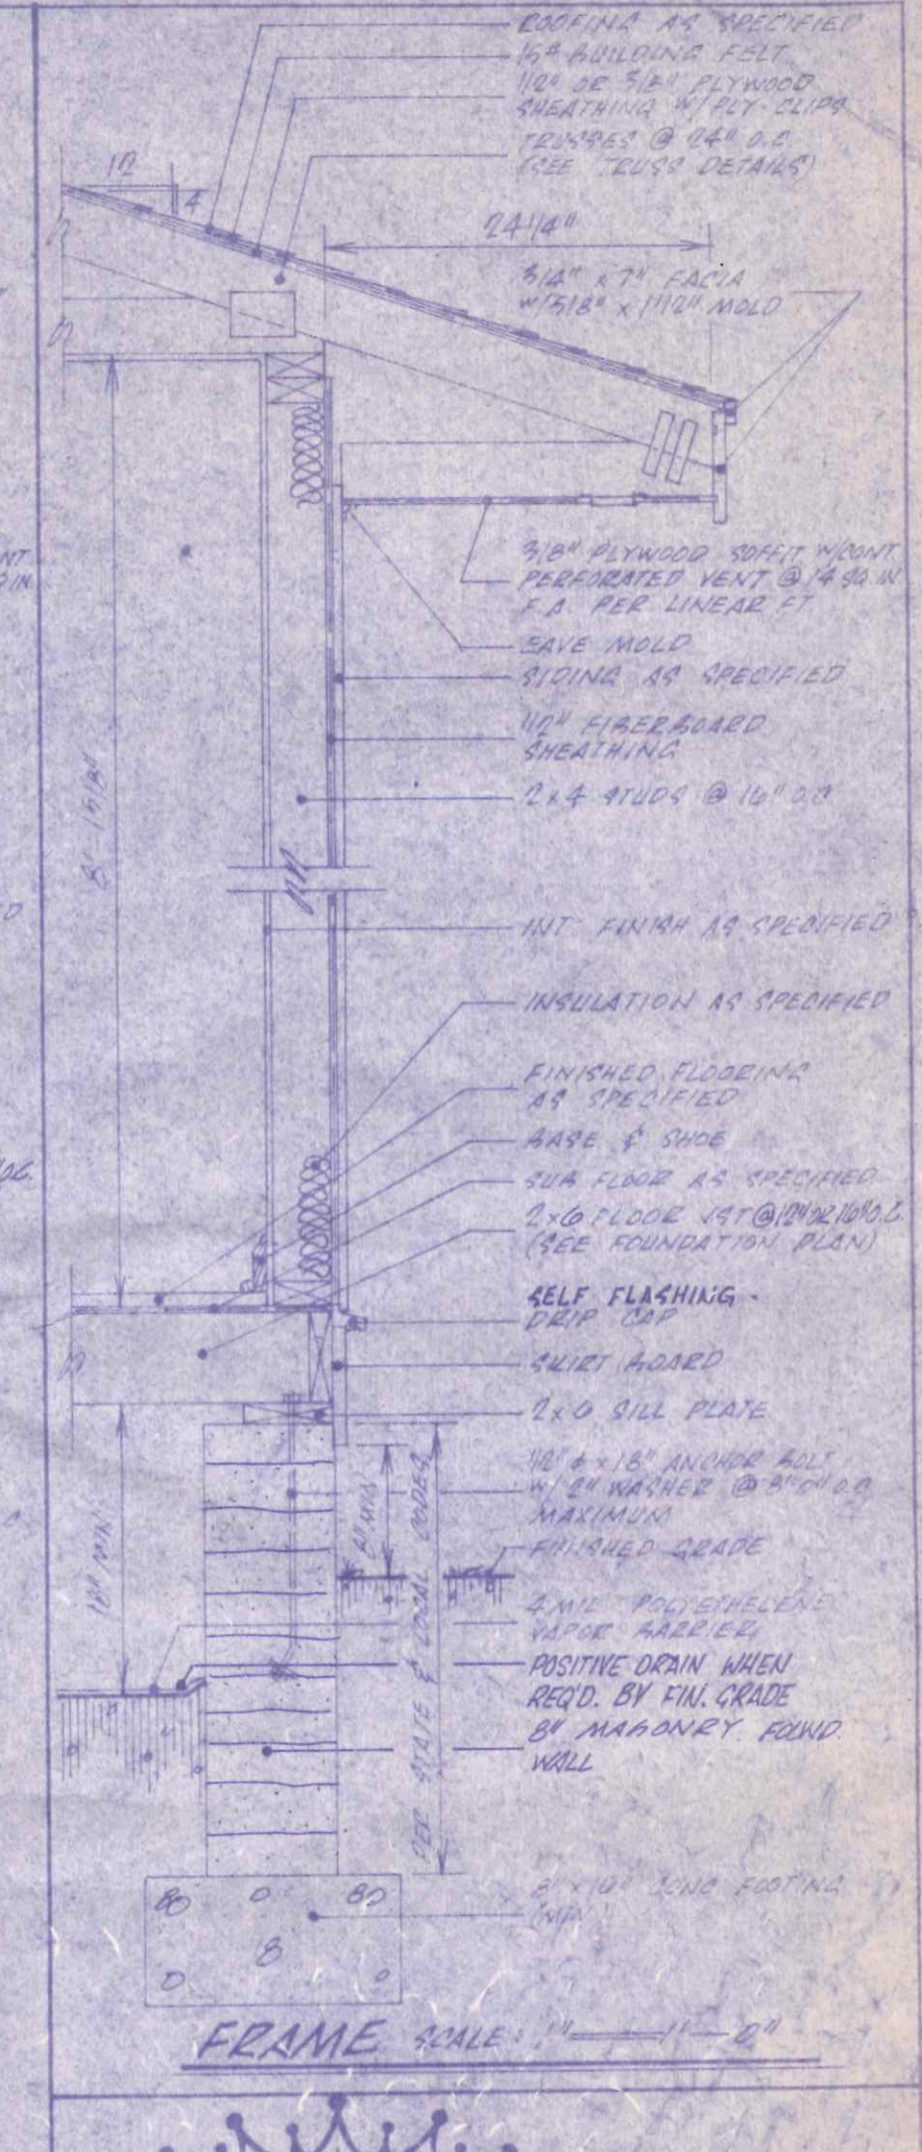 ROOFING AS SPECIFIED
15# BUILDING FELT
1/2" OR 3/8" PLYWOOD
SHEATHING W/ PLY CLIPS
TRUSSES @ 24" O.C.
(SEE TRUSS DETAILS)
12
4
24 1/4"
3/4" x 7" FACIA
W/ 5/8" x 1 1/2" MOLD
3/8" PLYWOOD SOFFIT W/CONT
PERFORATED VENT @ 14 SQ IN
F.A. PER LINEAR FT
EAVE MOLD
SIDING AS SPECIFIED
1/2" FIBERBOARD
SHEATHING
2x4 STUDS @ 16" O.C
8'-1 5/8"
INT FINISH AS SPECIFIED
INSULATION AS SPECIFIED
FINISHED FLOORING
AS SPECIFIED
BASE & SHOE
SUB FLOOR AS SPECIFIED
2x6 FLOOR JST @ 12" OR 16" O.C.
(SEE FOUNDATION PLAN)
SELF FLASHING
DRIP CAP
SKIRT BOARD
2x6 SILL PLATE
1/2" ϕ x 18" ANCHOR BOLT
W/ 2" WASHER @ 8'0" O.C
MAXIMUM
8" MIN
FINISHED GRADE
18" MIN
4 MIL POLYETHELENE
VAPOR BARRIER
POSITIVE DRAIN WHEN
REQ'D. BY FIN. GRADE
8" MASONRY FOUND.
WALL
PER STATE & LOCAL CODES
8" x 16" CONC FOOTING
(MIN)
FRAME SCALE: 1" = 1'-0"